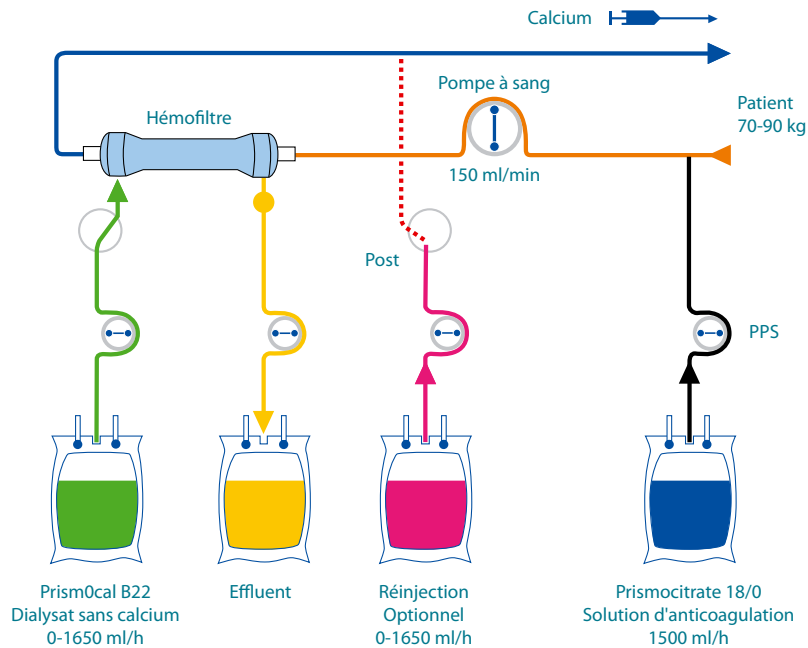 Calcium
Pompe à sang
Patient
70-90 kg
Hémofiltre
150 ml/min
Post
PPS
Prism0cal B22
Dialysat sans calcium
0-1650 ml/h
Effluent
Réinjection
Optionnel
0-1650 ml/h
Prismocitrate 18/0
Solution d'anticoagulation
1500 ml/h